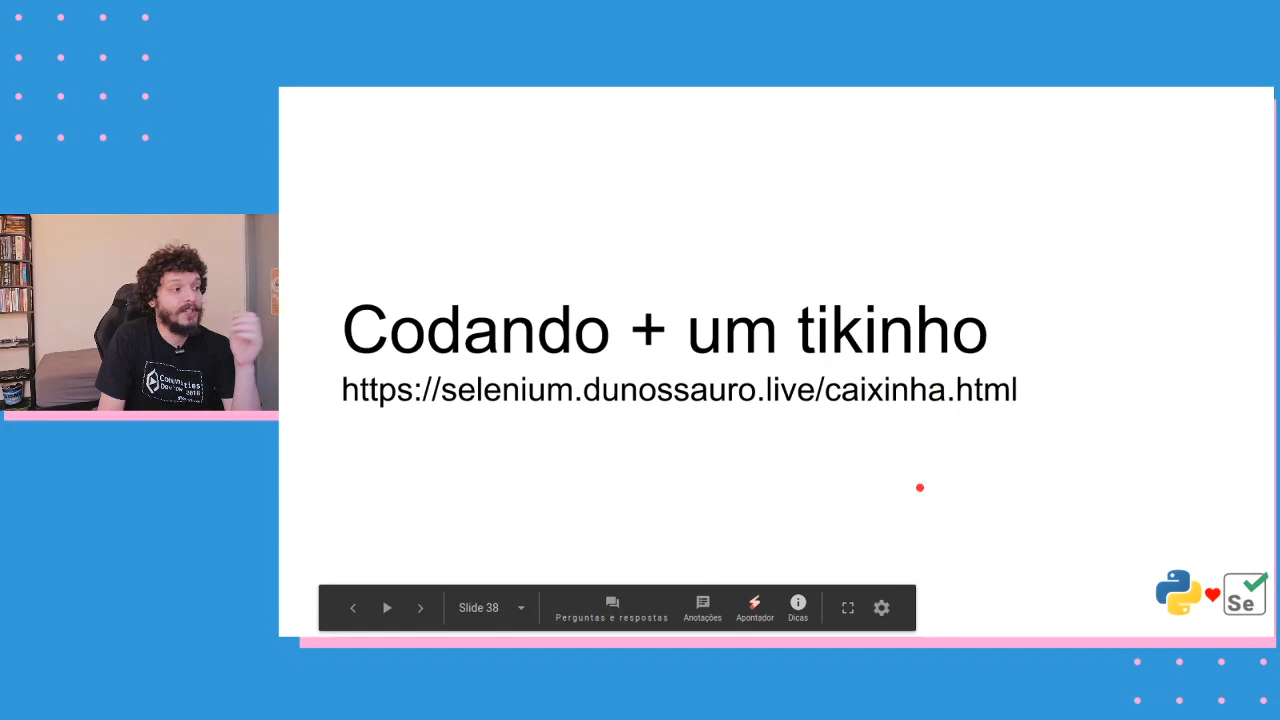 Codando + um tikinho
https://selenium.dunossauro.live/caixinha.html
Slide 38
Perguntas e respostas
Anotações
Apontador
Dicas
Se